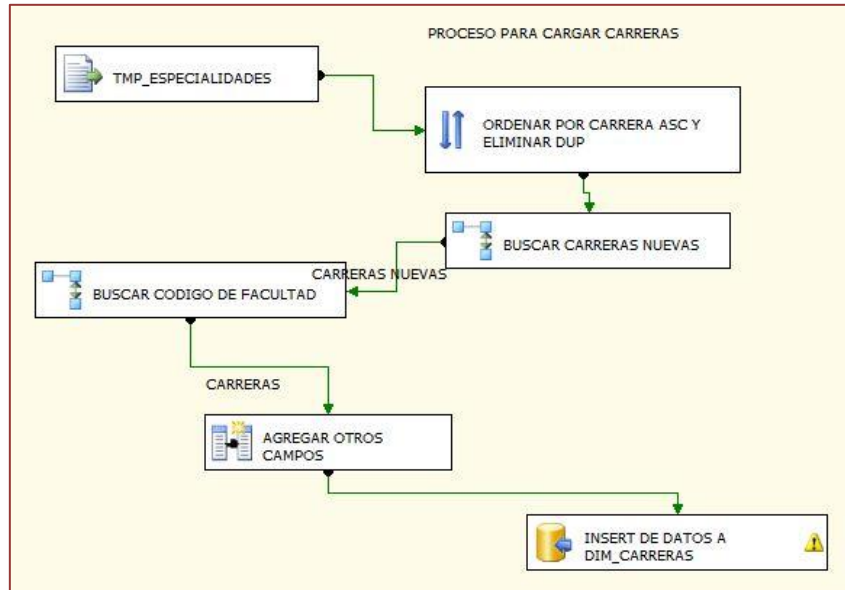 PROCESO PARA CARGAR CARRERAS
TMP_ESPECIALIDADES
ORDENAR POR CARRERA ASC Y
ELIMINAR DUP
BUSCAR CARRERAS NUEVAS
CARRERAS NUEVAS
BUSCAR CODIGO DE FACULTAD
CARRERAS
AGREGAR OTROS
CAMPOS
INSERT DE DATOS A
DIM_CARRERAS